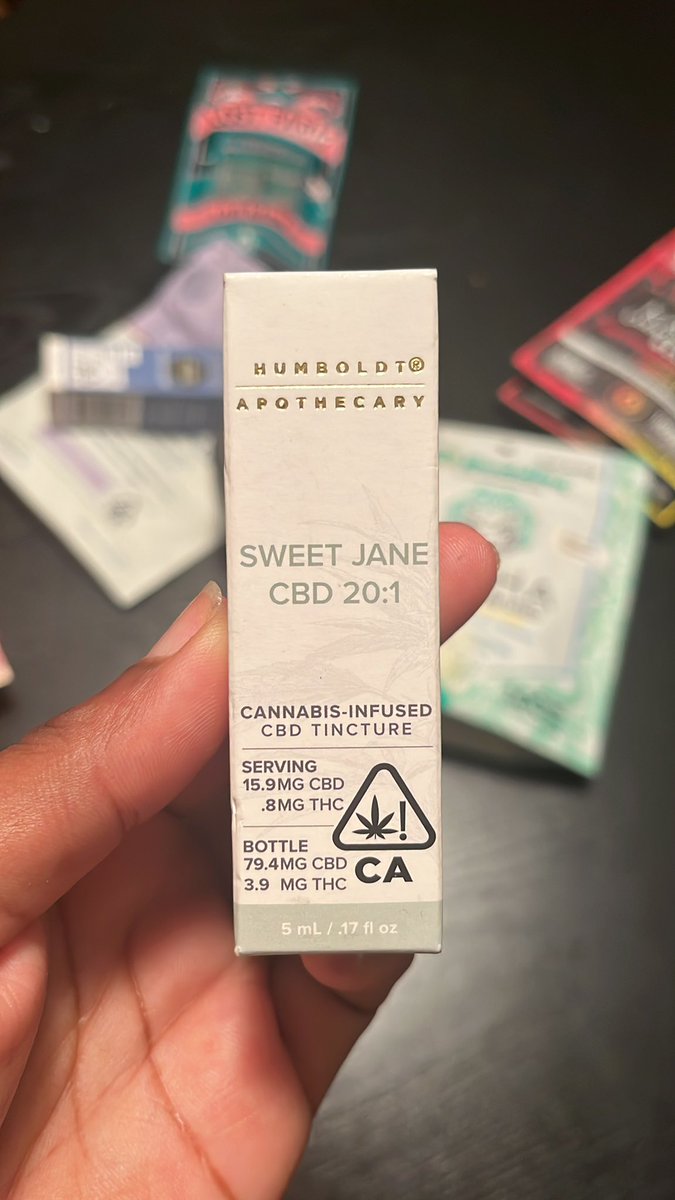 HUMBOLDT®
APOTHECARY
SWEET JANE
CBD 20:1
CANNABIS-INFUSED
CBD TINCTURE
SERVING
15.9MG CBD
.8MG THC
BOTTLE
79.4MG CBD
3.9 MG THC
!
CA
5 mL / .17 fl oz